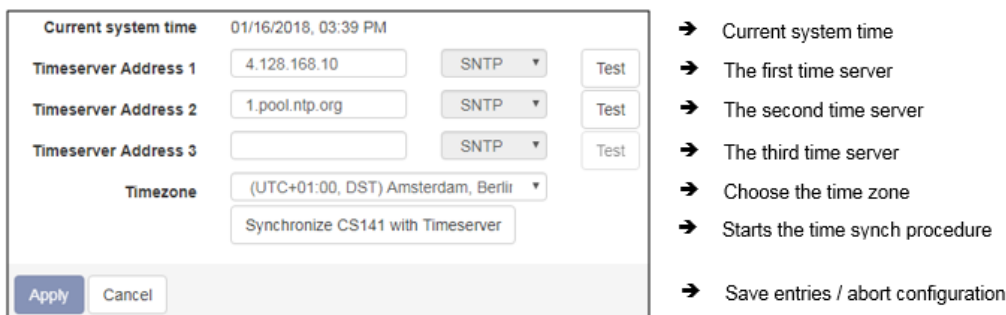 Current system time 01/16/2018, 03:39 PM ➔ Current system time
Timeserver Address 1 4.128.168.10 SNTP Test ➔ The first time server
Timeserver Address 2 1.pool.ntp.org SNTP Test ➔ The second time server
Timeserver Address 3 SNTP Test ➔ The third time server
Timezone (UTC+01:00, DST) Amsterdam, Berlir ➔ Choose the time zone
Synchronize CS141 with Timeserver ➔ Starts the time synch procedure
Apply Cancel ➔ Save entries / abort configuration